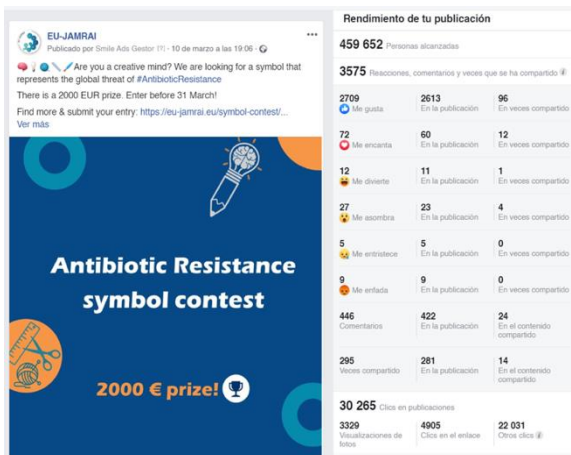 EU-JAMRAI
Publicado por Smile Ads Gestor [?] · 10 de marzo a las 19:06 ·
Are you a creative mind? We are looking for a symbol that
represents the global threat of #AntibioticResistance
There is a 2000 EUR prize. Enter before 31 March!
Find more & submit your entry: https://eu-jamrai.eu/symbol-contest/...
Ver más
Antibiotic Resistance
symbol contest
2000 € prize!
Rendimiento de tu publicación
459 652 Personas alcanzadas
3575 Reacciones, comentarios y veces que se ha compartido
2709 2613 96
Me gusta En la publicación En veces compartido
72 60 12
Me encanta En la publicación En veces compartido
12 11 1
Me divierte En la publicación En veces compartido
27 23 4
Me asombra En la publicación En veces compartido
5 5 0
Me entristece En la publicación En veces compartido
9 9 0
Me enfada En la publicación En veces compartido
446 422 24
Comentarios En la publicación En el contenido
compartido
295 281 14
Veces compartido En la publicación En el contenido
compartido
30 265 Clics en publicaciones
3329 4905 22 031
Visualizaciones de Clics en el enlace Otros clics
fotos